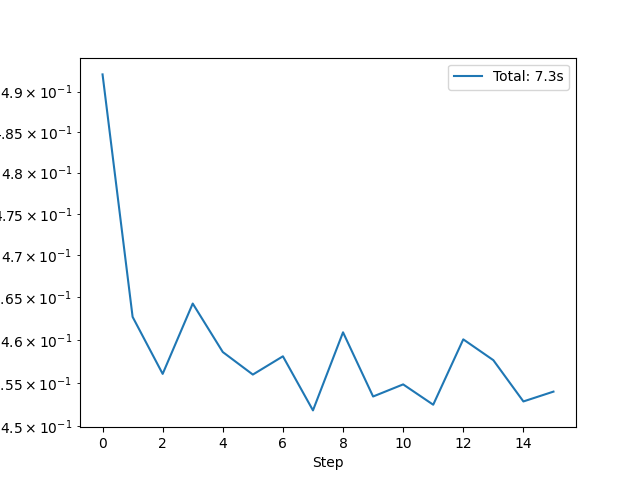 Total: 7.3s
4.9 × 10⁻¹
.85 × 10⁻¹
4.8 × 10⁻¹
.75 × 10⁻¹
4.7 × 10⁻¹
.65 × 10⁻¹
4.6 × 10⁻¹
.55 × 10⁻¹
4.5 × 10⁻¹
0 2 4 6 8 10 12 14
Step